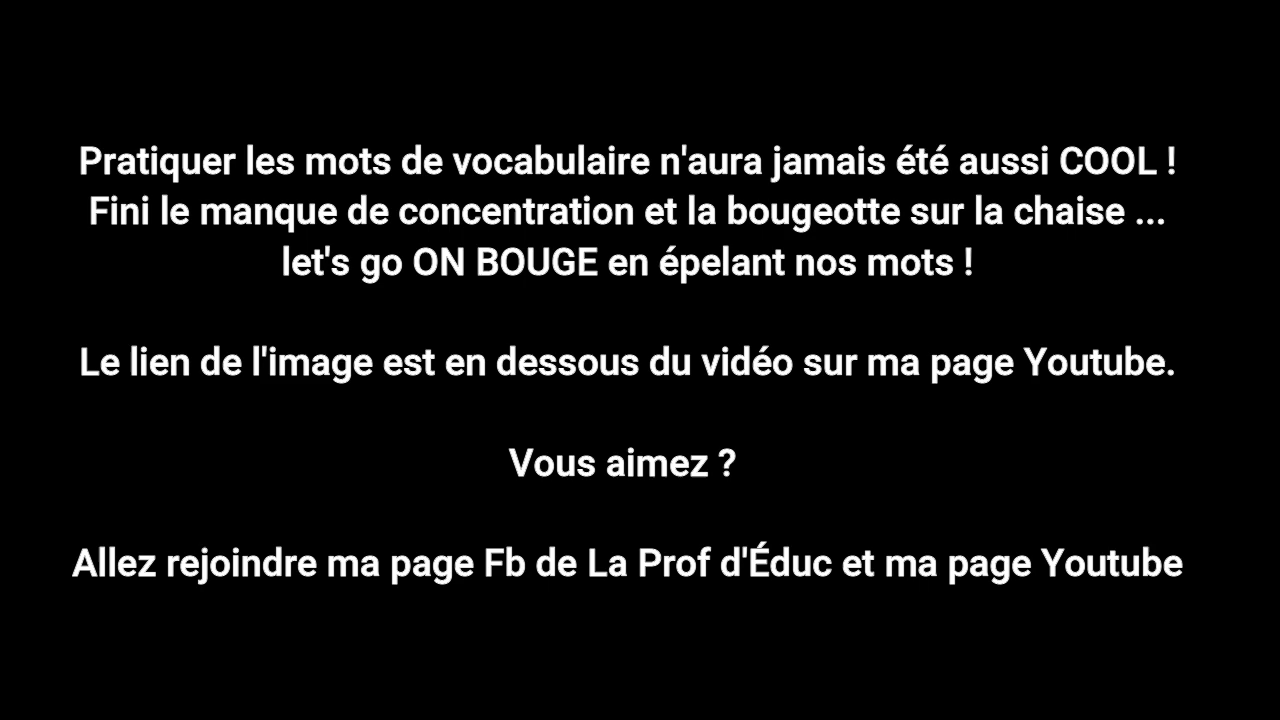 Pratiquer les mots de vocabulaire n'aura jamais été aussi COOL !
Fini le manque de concentration et la bougeotte sur la chaise ...
let's go ON BOUGE en épelant nos mots !
Le lien de l'image est en dessous du vidéo sur ma page Youtube.
Vous aimez ?
Allez rejoindre ma page Fb de La Prof d'Éduc et ma page Youtube